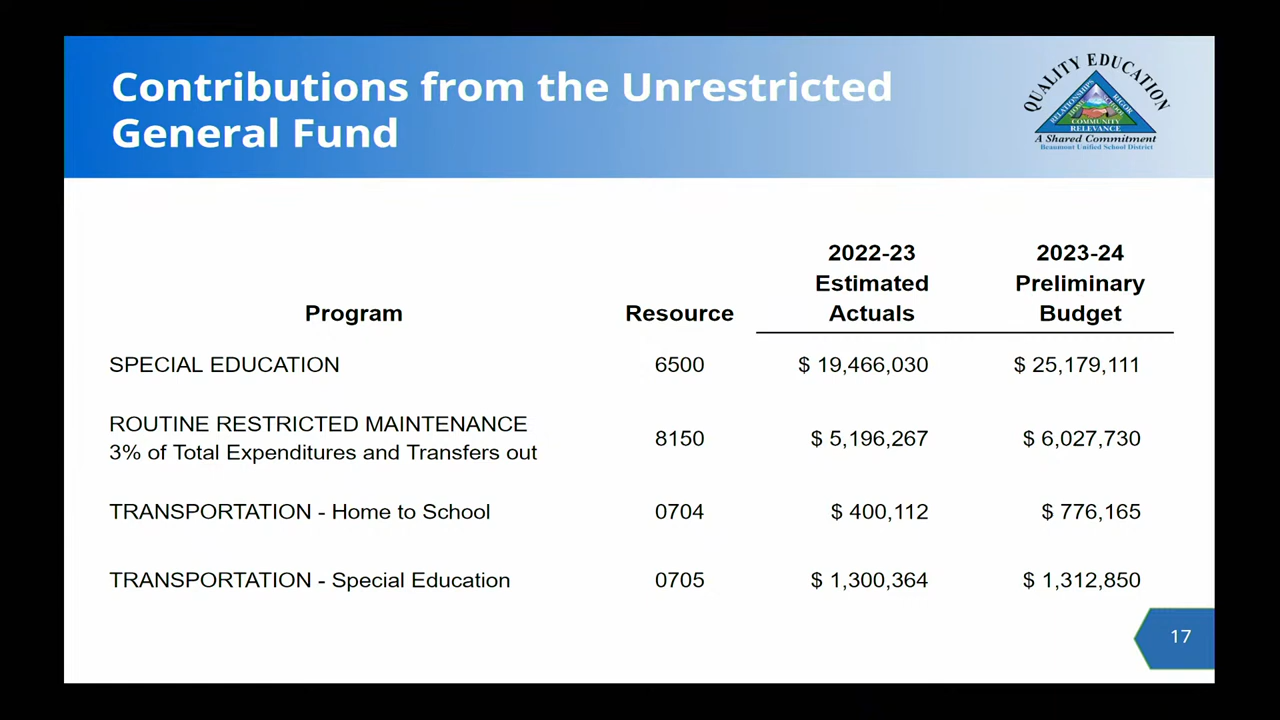 Contributions from the Unrestricted
General Fund
QUALITY EDUCATION
RELATIONSHIP
RIGOR
COMMUNITY
RELEVANCE
A Shared Commitment
Beaumont Unified School District
Program
Resource
2022-23
Estimated
Actuals
2023-24
Preliminary
Budget
SPECIAL EDUCATION 6500 $ 19,466,030 $ 25,179,111
ROUTINE RESTRICTED MAINTENANCE
3% of Total Expenditures and Transfers out
8150 $ 5,196,267 $ 6,027,730
TRANSPORTATION - Home to School 0704 $ 400,112 $ 776,165
TRANSPORTATION - Special Education 0705 $ 1,300,364 $ 1,312,850
17